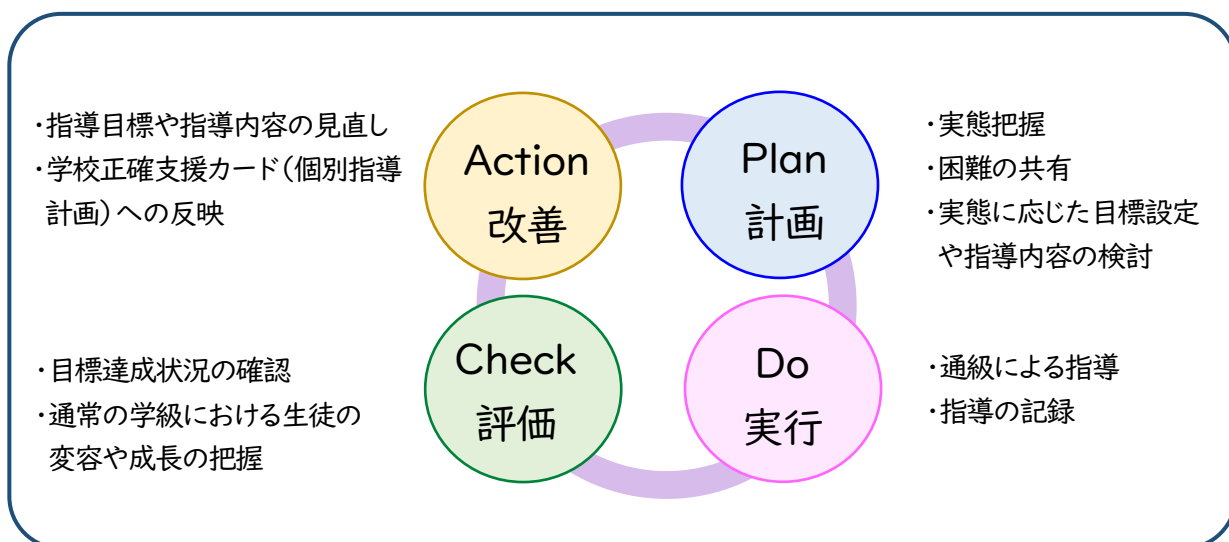 ・指導目標や指導内容の見直し
・学校正確支援カード（個別指導
計画）への反映
Action
改善
Plan
計画
・実態把握
・困難の共有
・実態に応じた目標設定
や指導内容の検討
・目標達成状況の確認
・通常の学級における生徒の
変容や成長の把握
Check
評価
Do
実行
・通級による指導
・指導の記録